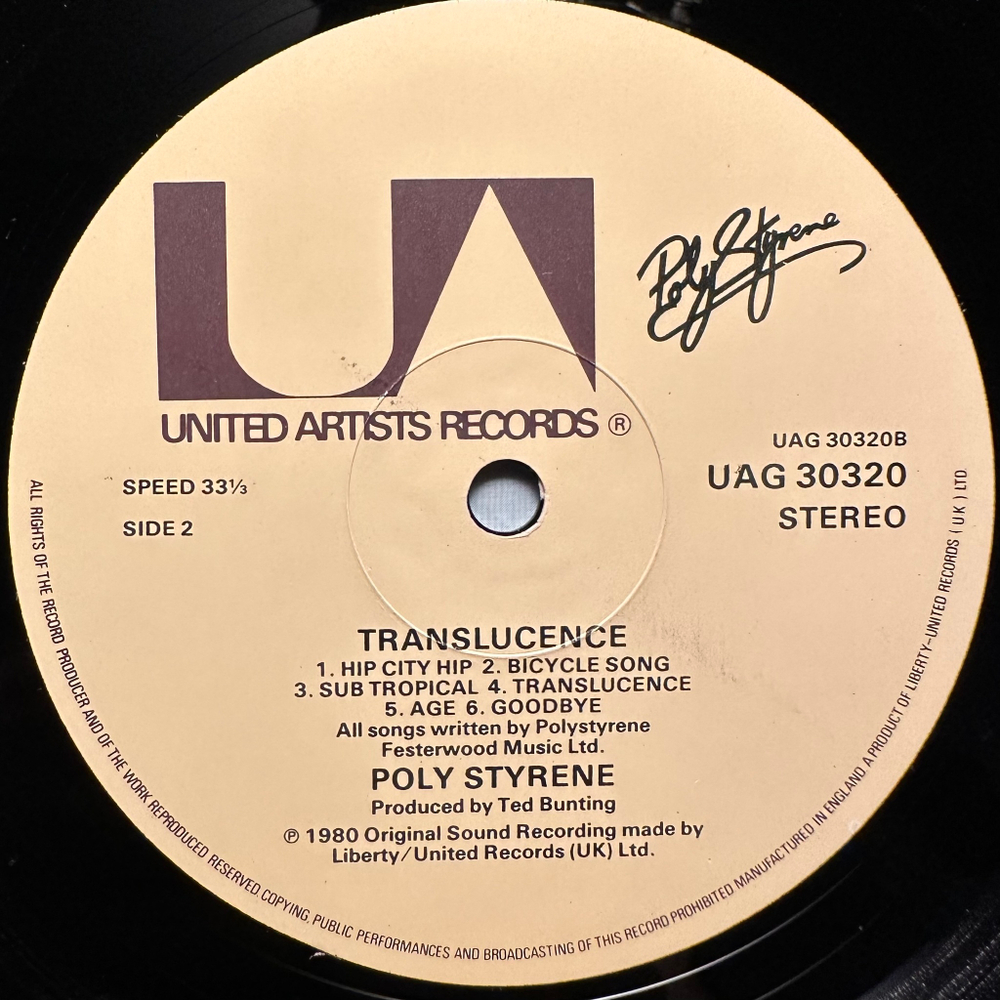 UA
Poly Styrene
UNITED ARTISTS RECORDS ®
UAG 30320B
SPEED 33⅓
UAG 30320
SIDE 2
STEREO
TRANSLUCENCE
1. HIP CITY HIP 2. BICYCLE SONG
3. SUB TROPICAL 4. TRANSLUCENCE
5. AGE 6. GOODBYE
All songs written by Polystyrene
Festerwood Music Ltd.
POLY STYRENE
Produced by Ted Bunting
℗ 1980 Original Sound Recording made by
Liberty/United Records (UK) Ltd.
ALL RIGHTS OF THE RECORD PRODUCER AND OF THE WORK REPRODUCED RESERVED COPYING, PUBLIC PERFORMANCES AND BROADCASTING OF THIS RECORD PROHIBITED MANUFACTURED IN ENGLAND A PRODUCT OF LIBERTY-UNITED RECORDS ( UK ) LTD